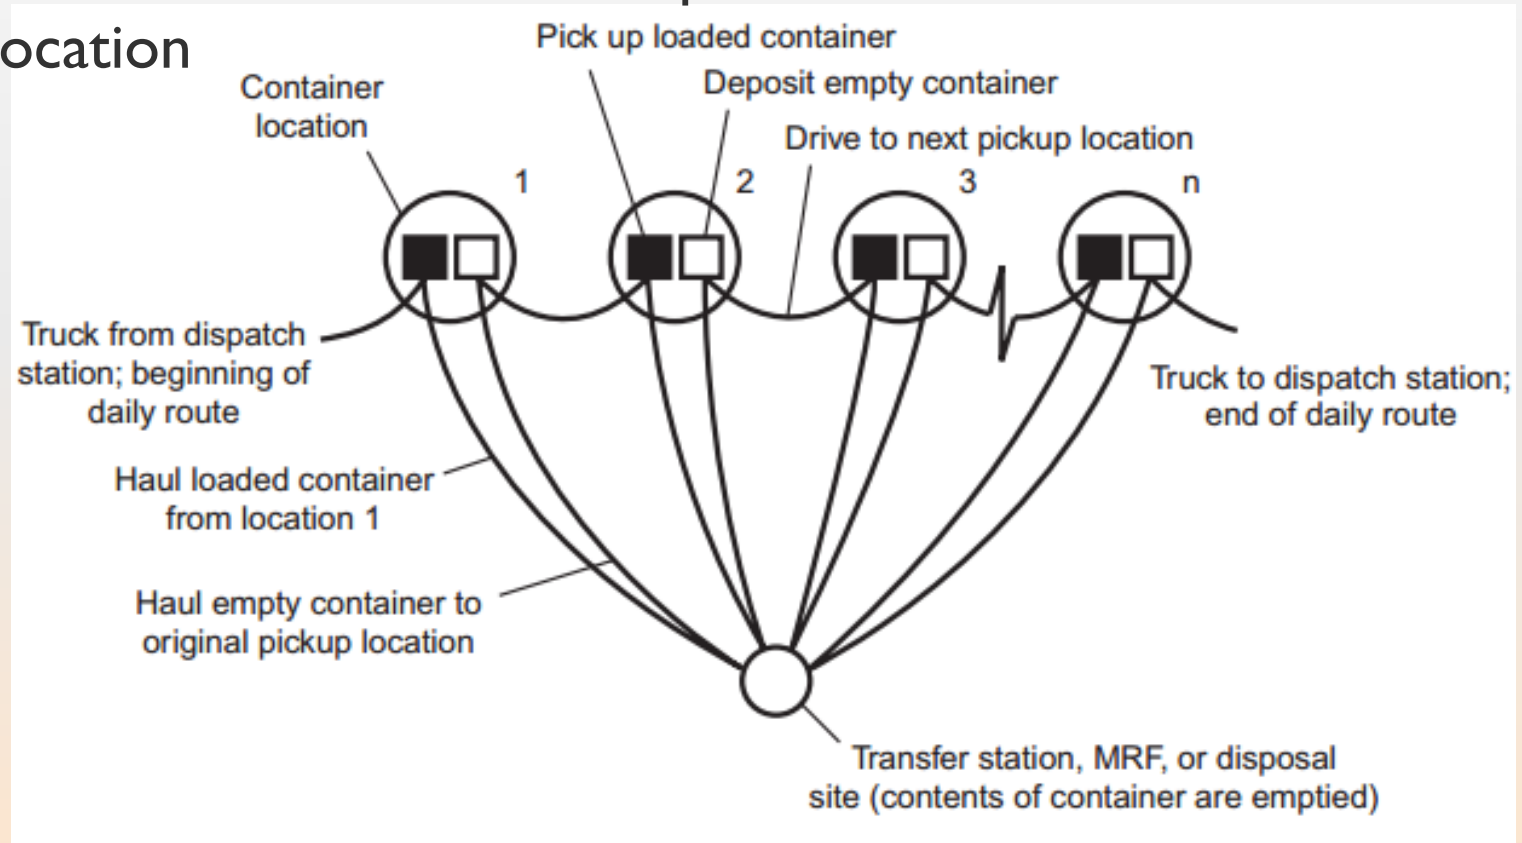 ocation
Pick up loaded container
Container
location
Deposit empty container
Drive to next pickup location
1
2
3
n
Truck from dispatch
station; beginning of
daily route
Truck to dispatch station;
end of daily route
Haul loaded container
from location 1
Haul empty container to
original pickup location
Transfer station, MRF, or disposal
site (contents of container are emptied)